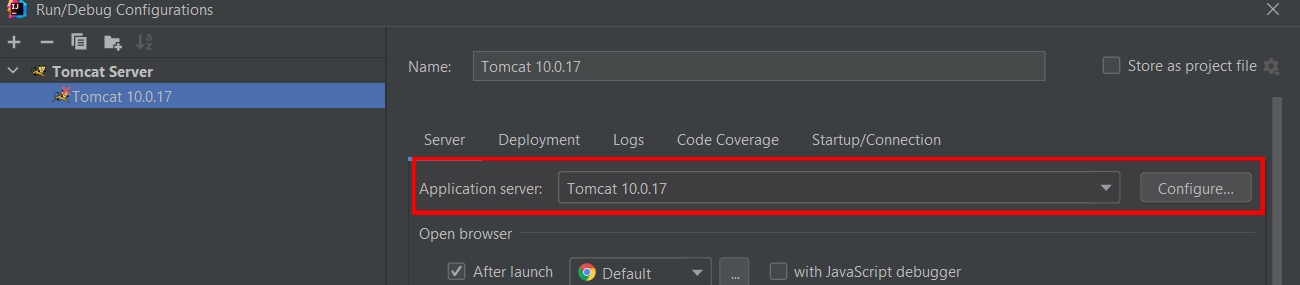 Run/Debug Configurations
Name: Tomcat 10.0.17 Store as project file
Tomcat Server
Tomcat 10.0.17
Server Deployment Logs Code Coverage Startup/Connection
Application server: Tomcat 10.0.17 Configure...
Open browser
After launch Default ... with JavaScript debugger